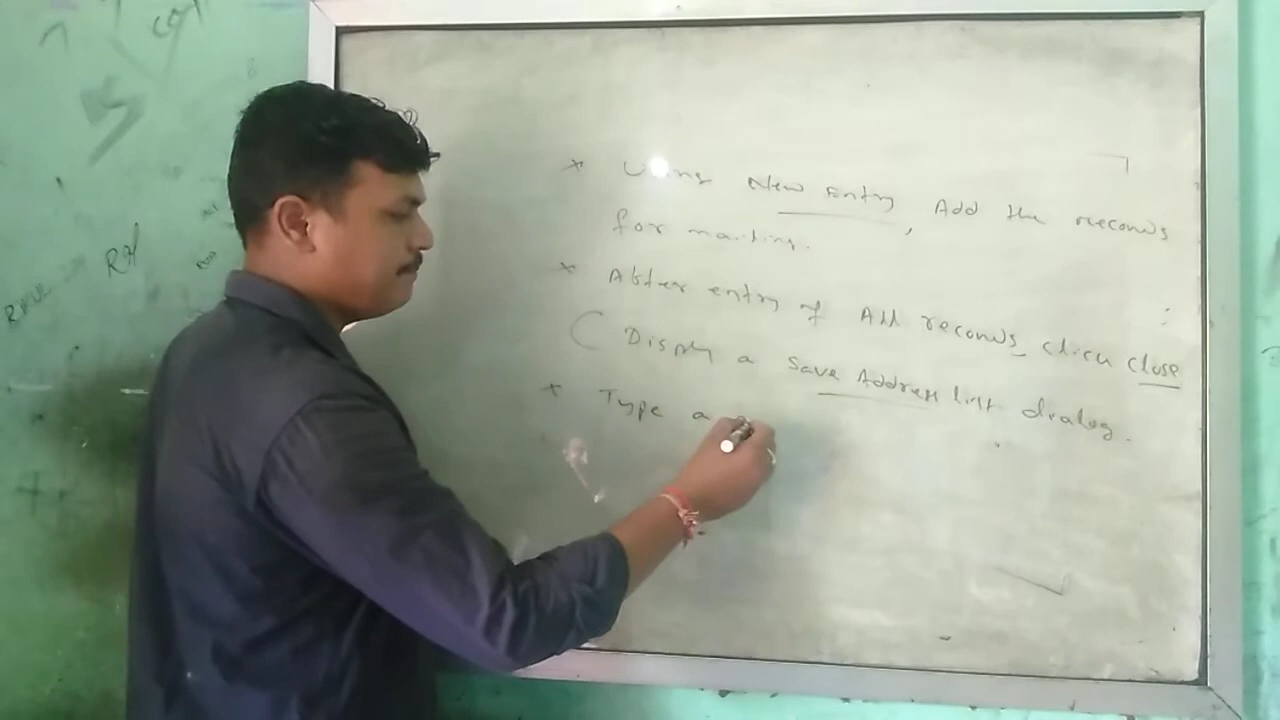 * Using New Entry, Add the records
for mailing.
* After entry of All records, click close
( Display a Save Address list dialog.
* Type a